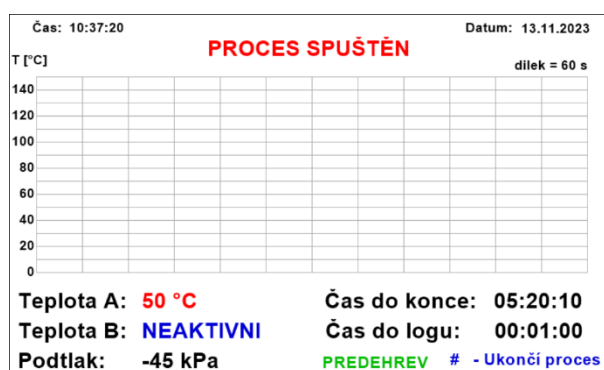 Čas: 10:37:20 Datum: 13.11.2023
PROCES SPUŠTĚN
T [°C] dilek = 60 s
140
120
100
80
60
40
20
0
Teplota A: 50 °C Čas do konce: 05:20:10
Teplota B: NEAKTIVNI Čas do logu: 00:01:00
Podtlak: -45 kPa PREDEHREV # - Ukončí proces